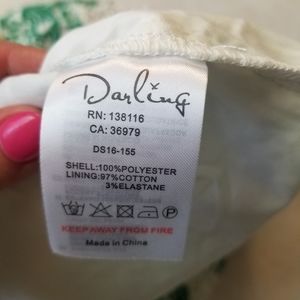 Darling
RN: 138116
CA: 36979
DS16-155
SHELL:100%POLYESTER
LINING:97%COTTON
3%ELASTANE
KEEP AWAY FROM FIRE
Made in China